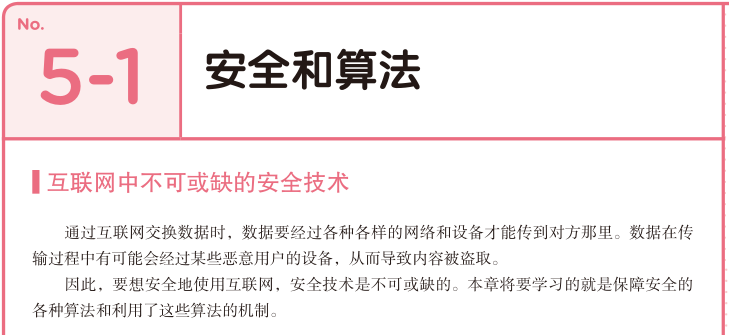 No.
5-1
安全和算法
互联网中不可或缺的安全技术
通过互联网交换数据时，数据要经过各种各样的网络和设备才能传到对方那里。数据在传
输过程中有可能会经过某些恶意用户的设备，从而导致内容被盗取。
因此，要想安全地使用互联网，安全技术是不可或缺的。本章将要学习的就是保障安全的
各种算法和利用了这些算法的机制。